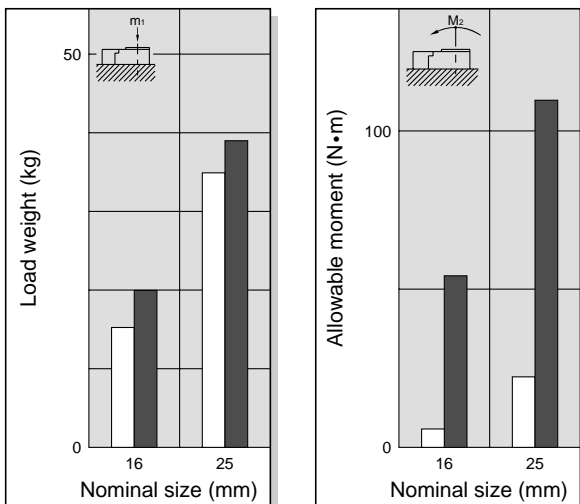 m1
50
Load weight (kg)
0
16 25
Nominal size (mm)
M2
100
Allowable moment (N•m)
0
16 25
Nominal size (mm)